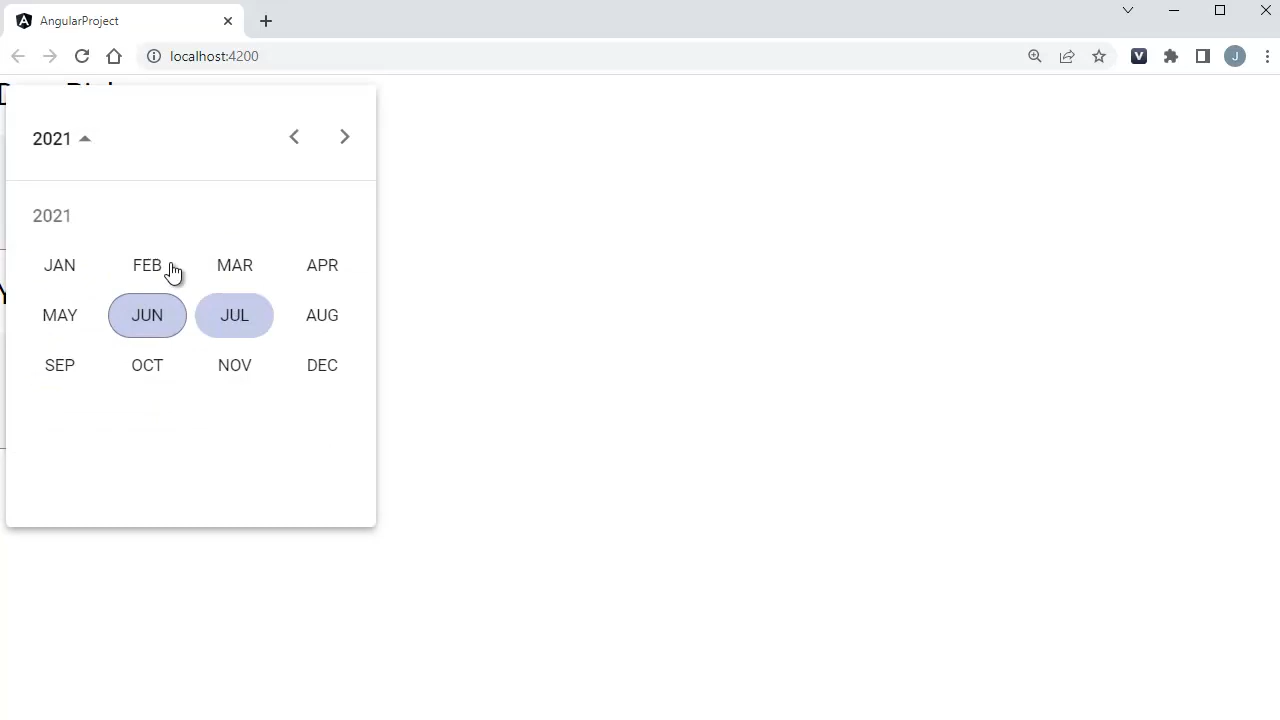 AngularProject
localhost:4200
V
J
2021
2021
JAN FEB MAR APR
MAY JUN JUL AUG
SEP OCT NOV DEC